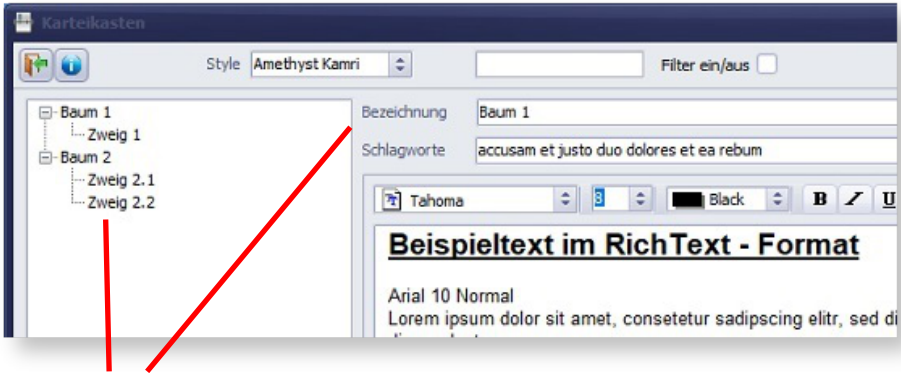 Karteikasten
Style Amethyst Kamri Filter ein/aus
Baum 1
Zweig 1
Baum 2
Zweig 2.1
Zweig 2.2
Bezeichnung Baum 1
Schlagworte accusam et justo duo dolores et ea rebum
Tahoma 8 Black B I U
Beispieltext im RichText - Format
Arial 10 Normal
Lorem ipsum dolor sit amet, consetetur sadipscing elitr, sed di